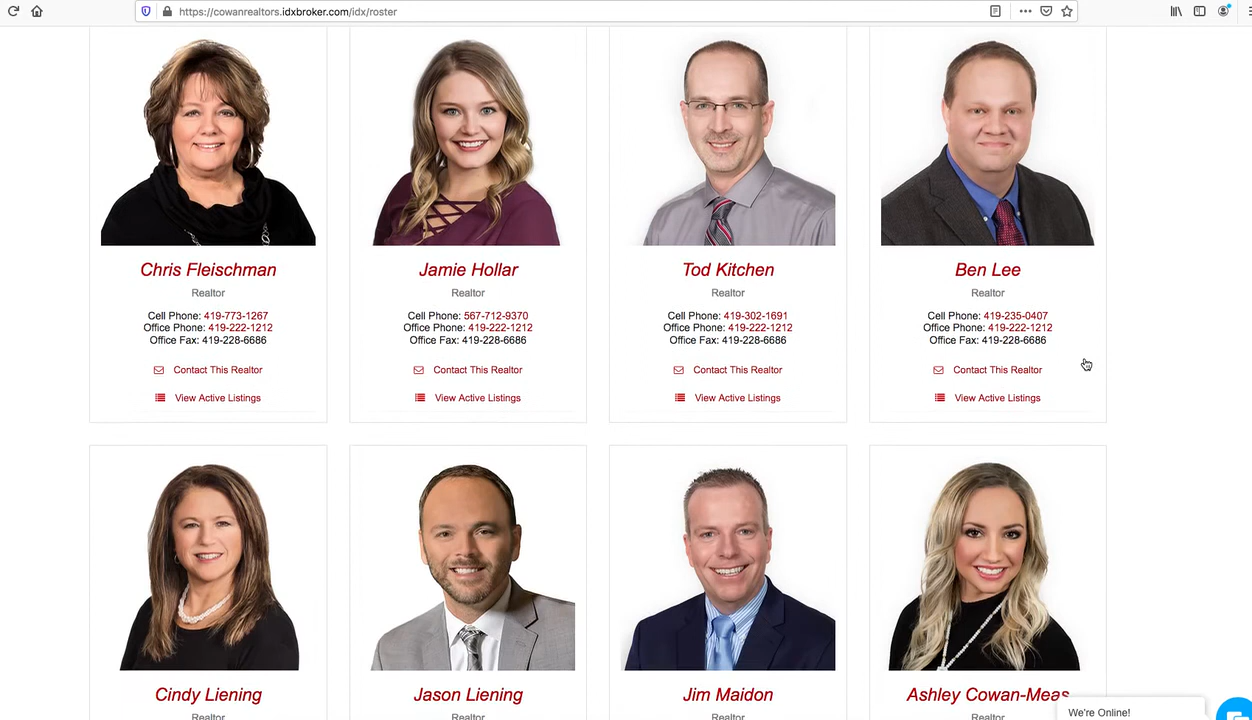 https://cowanrealtors.idxbroker.com/idx/roster
Chris Fleischman
Realtor
Cell Phone: 419-773-1267
Office Phone: 419-222-1212
Office Fax: 419-228-6686
Contact This Realtor
View Active Listings
Jamie Hollar
Realtor
Cell Phone: 567-712-9370
Office Phone: 419-222-1212
Office Fax: 419-228-6686
Contact This Realtor
View Active Listings
Tod Kitchen
Realtor
Cell Phone: 419-302-1691
Office Phone: 419-222-1212
Office Fax: 419-228-6686
Contact This Realtor
View Active Listings
Ben Lee
Realtor
Cell Phone: 419-235-0407
Office Phone: 419-222-1212
Office Fax: 419-228-6686
Contact This Realtor
View Active Listings
Cindy Liening
Realtor
Jason Liening
Realtor
Jim Maidon
Realtor
Ashley Cowan-Meas
Realtor
We're Online!